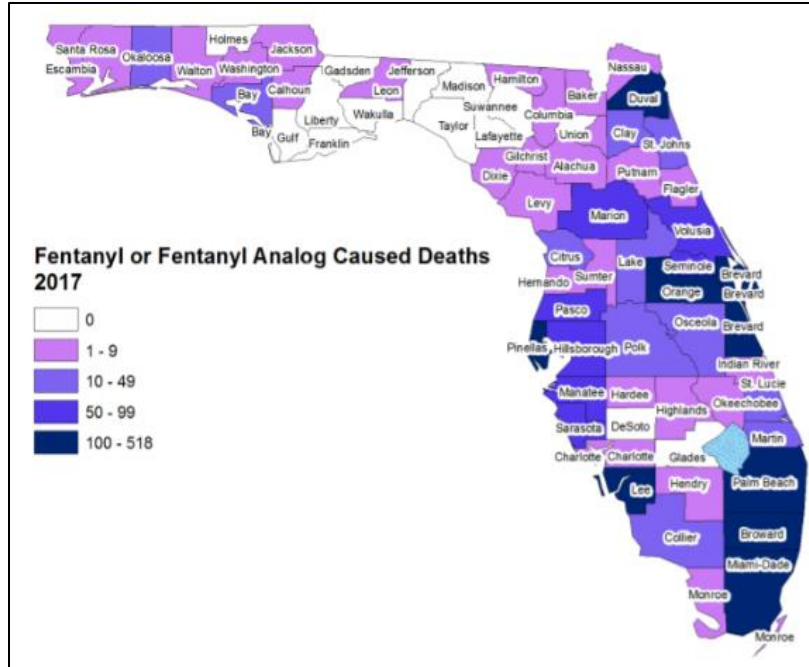 Holmes
Santa Rosa
Okaloosa
Jackson
Escambia
Walton
Washington
Bay
Calhoun
Gadsden
Jefferson
Leon
Madison
Hamilton
Suwannee
Liberty
Wakulla
Bay
Gulf
Franklin
Taylor
Lafayette
Columbia
Baker
Union
Nassau
Duval
Clay
St. Johns
Gilchrist
Alachua
Putnam
Dixie
Flagler
Levy
Marion
Volusia
Citrus
Lake
Seminole
Brevard
Sumter
Hernando
Orange
Brevard
Pasco
Osceola
Brevard
Pinellas
Hillsborough
Polk
Indian River
St. Lucie
Manatee
Hardee
Okeechobee
Highlands
DeSoto
Sarasota
Martin
Charlotte
Charlotte
Glades
Lee
Hendry
Palm Beach
Collier
Broward
Miami-Dade
Monroe
Monroe
Fentanyl or Fentanyl Analog Caused Deaths
2017
0
1 - 9
10 - 49
50 - 99
100 - 518